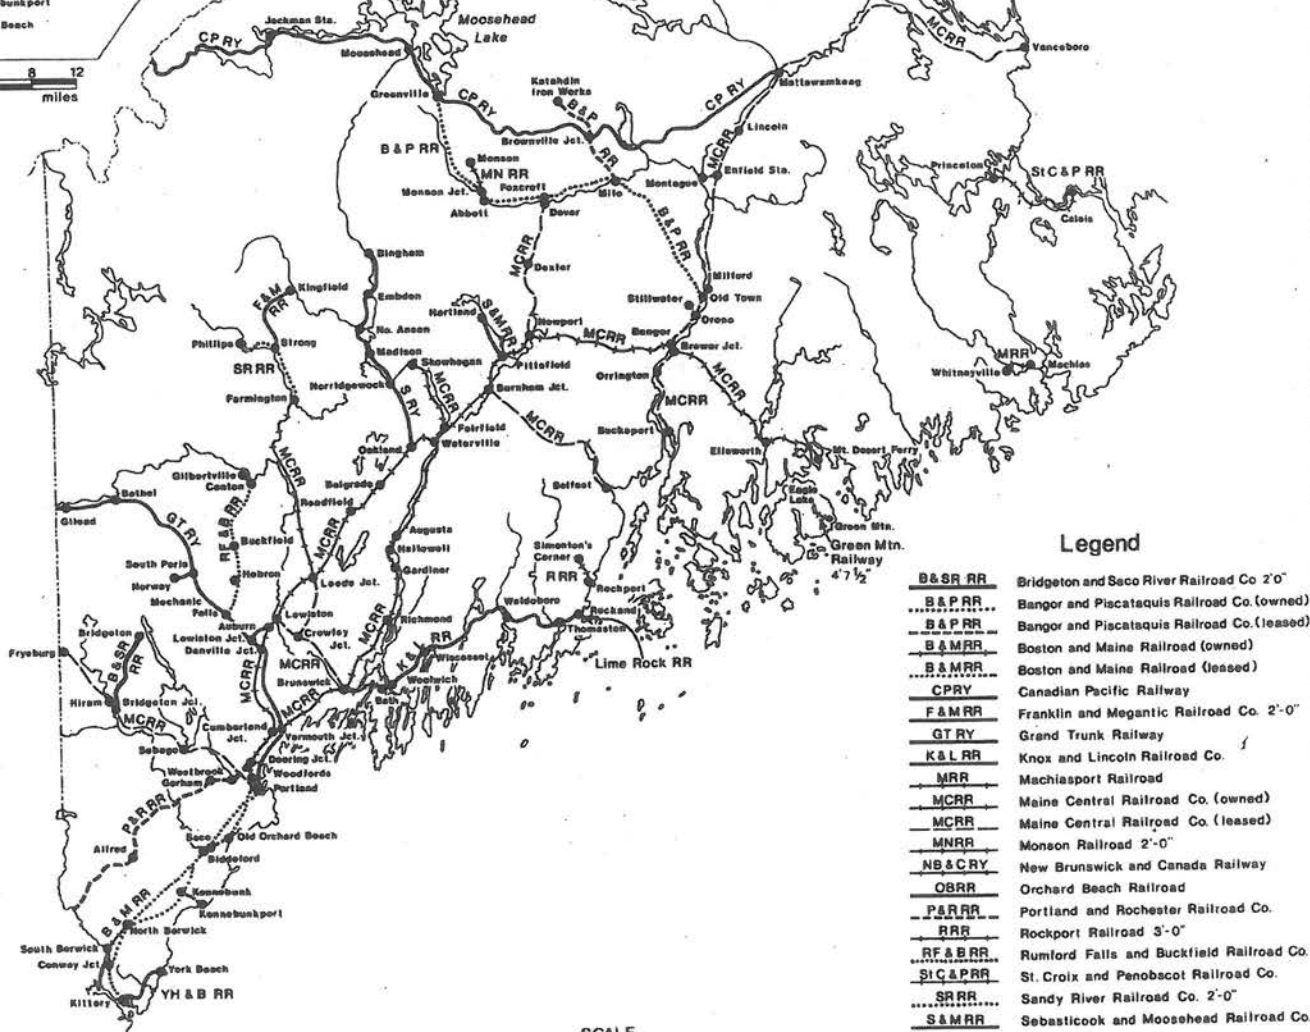 bunkport
Beach
8 12
miles
Moosehead
Lake
Jackman Sta.
CP RY
Moosehead
MCRR
Vanceboro
Mattawamkeag
Katahdin
Iron Works
Greenville
CP RY
B & P
RR
CP RY
Brownville Jct.
Lincoln
MCRR
B & P RR
Monson
MN RR
Monson Jct.
Foxcroft
Abbott
Dover
Milo
Montague
Enfield Sta.
Princeton
St C & P RR
Calais
B & P RR
Bingham
MCRR
Dexter
Milford
Stillwater
Old Town
Orono
F & M
RR
Kingfield
Embden
Hartland
S & M RR
Newport
MCRR
Bangor
Brewer Jct.
No. Anson
Phillips
Strong
Madison
Skowhegan
Pittsfield
SR RR
Norridgewock
MCRR
Burnham Jct.
Orrington
MCRR
MRR
Machias
Whitneyville
Farmington
S RY
MCRR
Fairfield
MCRR
Bucksport
Oakland
Waterville
Ellsworth
Mt. Desert Ferry
Gilbertville
Canton
MCRR
Belgrade
Belfast
Eagle
Lake
Bethel
Readfield
Gilead
GT RY
RF & B RR
MCRR
Augusta
Green Mtn.
Buckfield
Hallowell
Simonton's
Corner
Green Mtn.
Railway
4'7 1/2"
South Paris
Norway
Hebron
Leeds Jct.
Gardiner
R RR
Rockport
Mechanic
Falls
Lewiston
Waldoboro
Rockland
Auburn
Richmond
Thomaston
Bridgeton
Lewiston Jct.
Crowley
Jct.
MCRR
Danville Jct.
K & L RR
Wiscasset
Lime Rock RR
Fryeburg
B & SR
RR
MCRR
Woolwich
Brunswick
Bath
Hiram
Bridgton Jct.
MCRR
MCRR
MCRR
Cumberland
Jct.
Yarmouth Jct.
Sebago
Deering Jct.
Westbrook
Woodfords
Gorham
Portland
P & R RR
Saco
Old Orchard Beach
Alfred
Biddeford
B & M RR
Kennebunk
Kennebunkport
North Berwick
South Berwick
Conway Jct.
York Beach
Kittery
YH & B RR
Legend
B & SR RR Bridgeton and Saco River Railroad Co 2'0"
B & P RR Bangor and Piscataquis Railroad Co. (owned)
B & P RR Bangor and Piscataquis Railroad Co. (leased)
B & M RR Boston and Maine Railroad (owned)
B & M RR Boston and Maine Railroad (leased)
CPRY Canadian Pacific Railway
F & M RR Franklin and Megantic Railroad Co. 2'-0"
GT RY Grand Trunk Railway
K & L RR Knox and Lincoln Railroad Co.
MRR Machiasport Railroad
MCRR Maine Central Railroad Co. (owned)
MCRR Maine Central Railroad Co. (leased)
MNRR Monson Railroad 2'-0"
NB & C RY New Brunswick and Canada Railway
OBRR Orchard Beach Railroad
P & R RR Portland and Rochester Railroad Co.
RRR Rockport Railroad 3'-0"
RF & B RR Rumford Falls and Buckfield Railroad Co.
St C & P RR St. Croix and Penobscot Railroad Co.
SR RR Sandy River Railroad Co. 2'-0"
S & M RR Sebasticook and Moosehead Railroad Co.